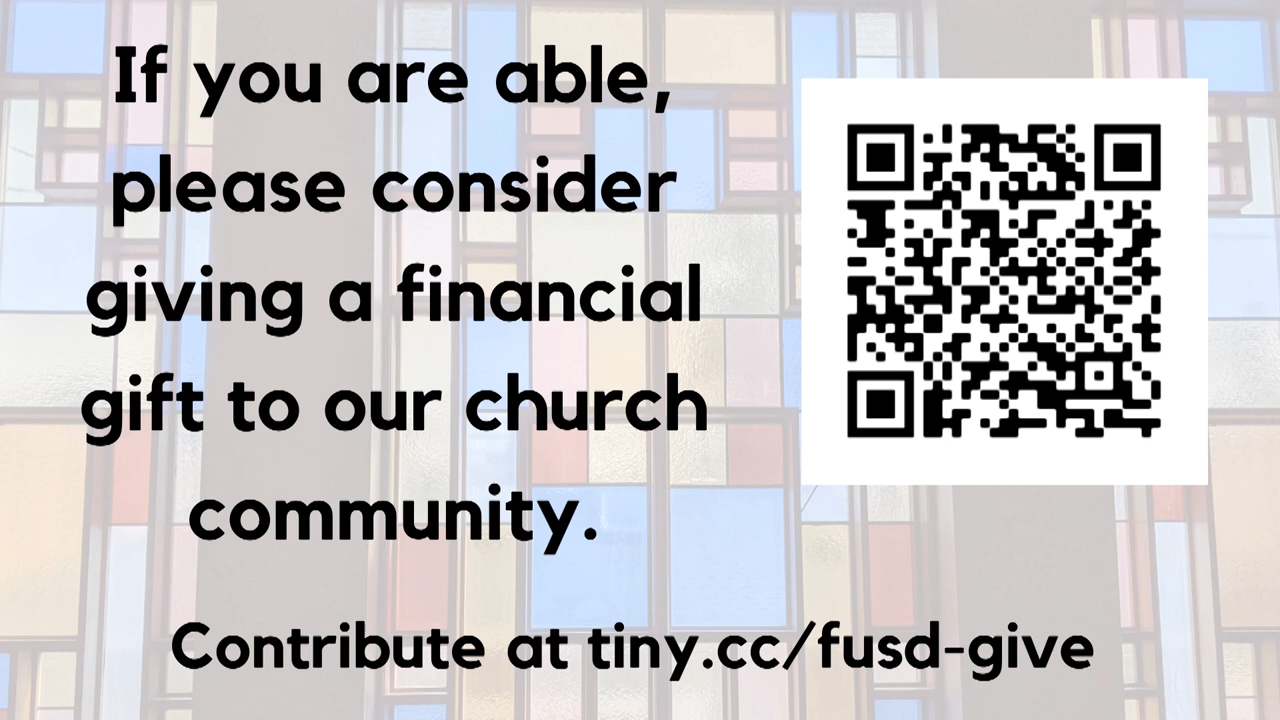 If you are able,
please consider
giving a financial
gift to our church
community.
Contribute at tiny.cc/fusd-give